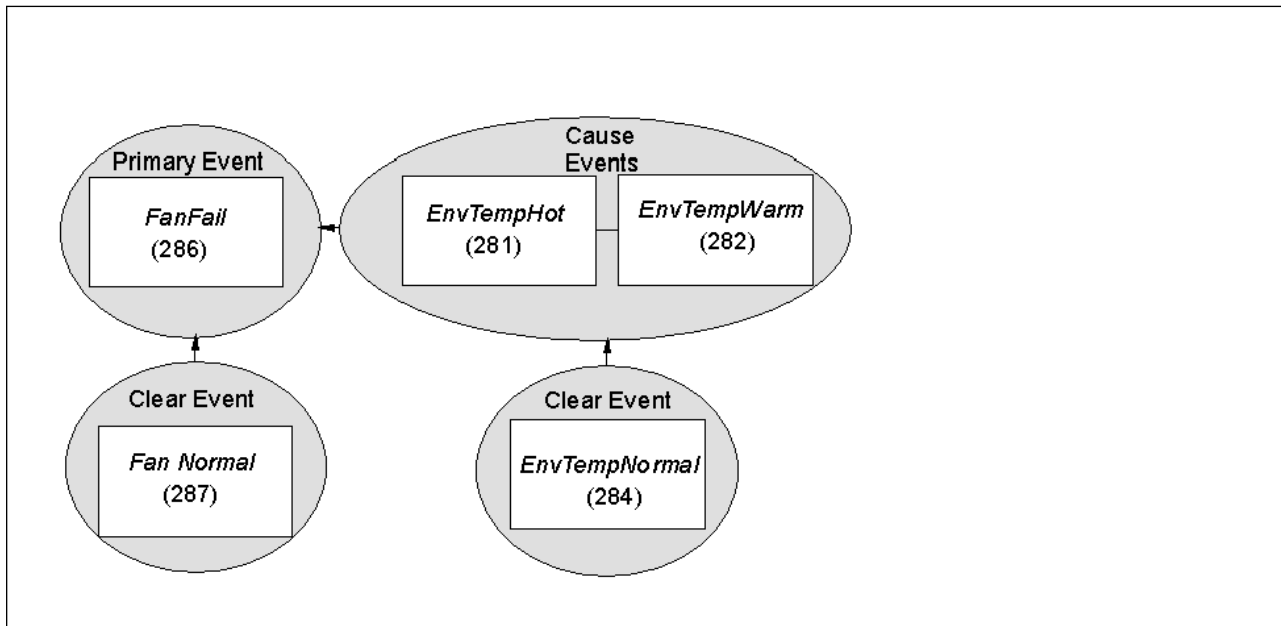 Primary Event
FanFail
(286)
Cause
Events
EnvTempHot
(281)
EnvTempWarm
(282)
Clear Event
Fan Normal
(287)
Clear Event
EnvTempNormal
(284)